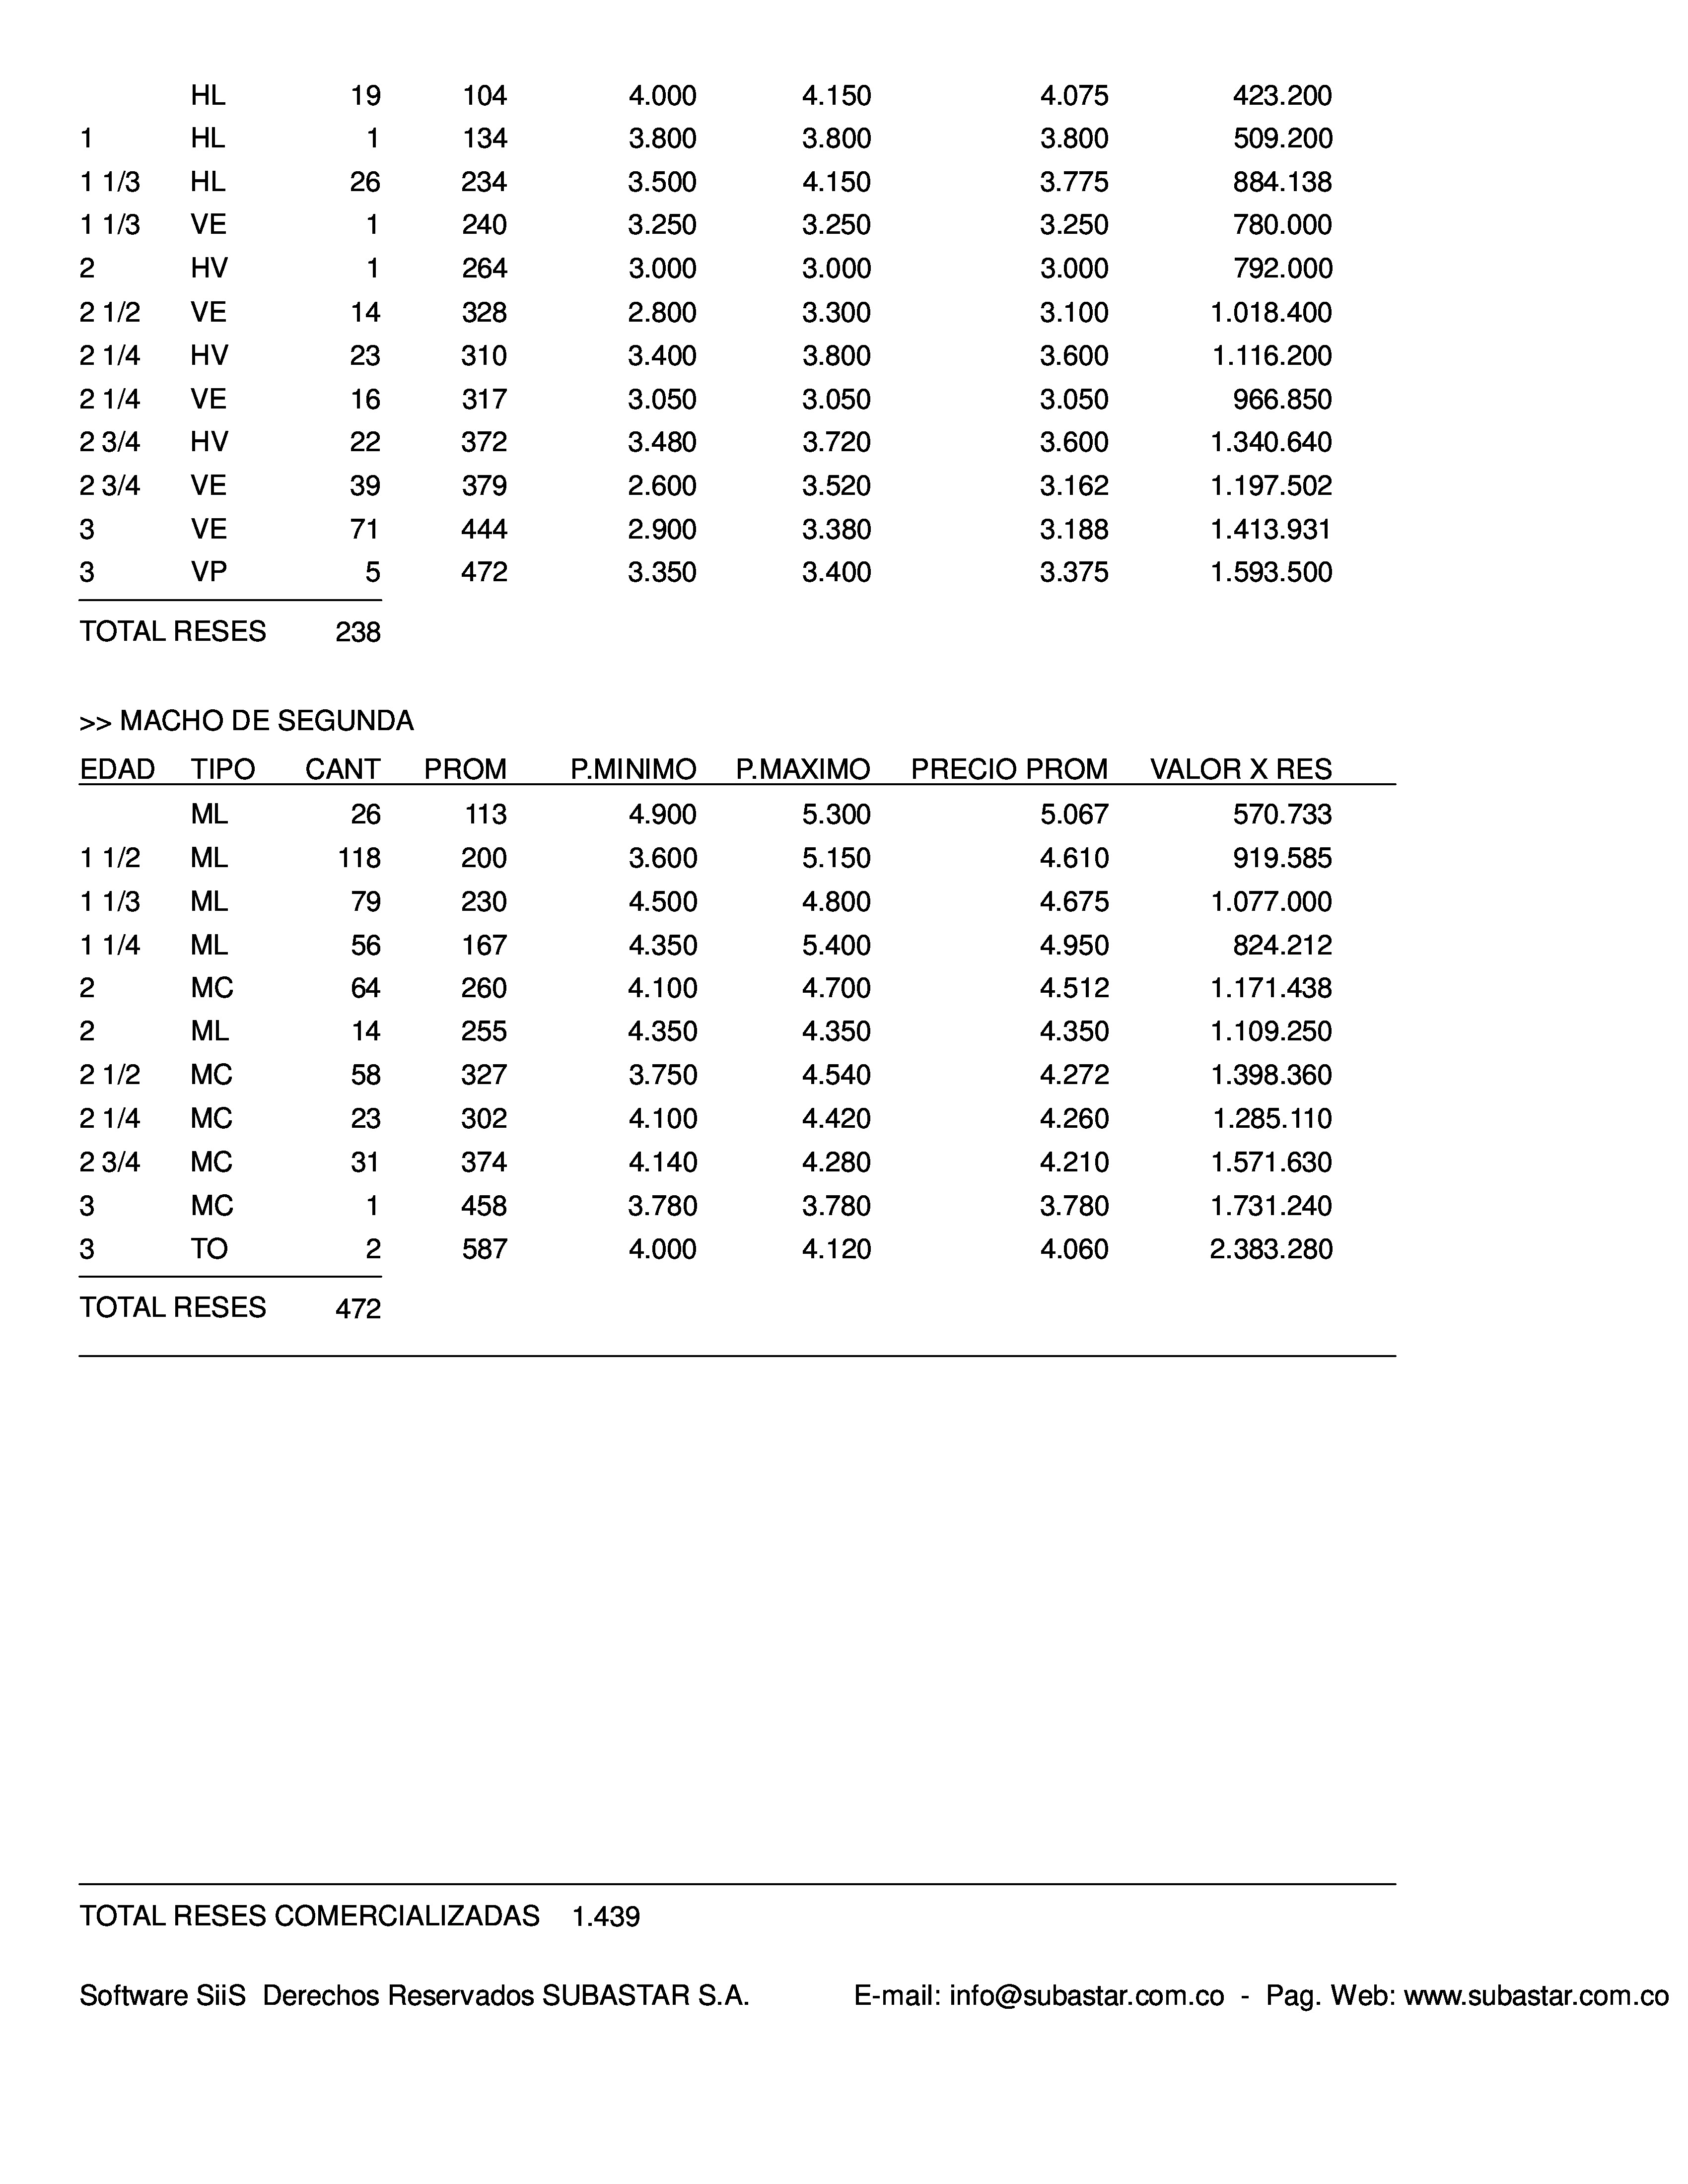 HL 19 104 4.000 4.150 4.075 423.200
1 HL 1 134 3.800 3.800 3.800 509.200
1 1/3 HL 26 234 3.500 4.150 3.775 884.138
1 1/3 VE 1 240 3.250 3.250 3.250 780.000
2 HV 1 264 3.000 3.000 3.000 792.000
2 1/2 VE 14 328 2.800 3.300 3.100 1.018.400
2 1/4 HV 23 310 3.400 3.800 3.600 1.116.200
2 1/4 VE 16 317 3.050 3.050 3.050 966.850
2 3/4 HV 22 372 3.480 3.720 3.600 1.340.640
2 3/4 VE 39 379 2.600 3.520 3.162 1.197.502
3 VE 71 444 2.900 3.380 3.188 1.413.931
3 VP 5 472 3.350 3.400 3.375 1.593.500
TOTAL RESES 238
>> MACHO DE SEGUNDA
EDAD TIPO CANT PROM P.MINIMO P.MAXIMO PRECIO PROM VALOR X RES
ML 26 113 4.900 5.300 5.067 570.733
1 1/2 ML 118 200 3.600 5.150 4.610 919.585
1 1/3 ML 79 230 4.500 4.800 4.675 1.077.000
1 1/4 ML 56 167 4.350 5.400 4.950 824.212
2 MC 64 260 4.100 4.700 4.512 1.171.438
2 ML 14 255 4.350 4.350 4.350 1.109.250
2 1/2 MC 58 327 3.750 4.540 4.272 1.398.360
2 1/4 MC 23 302 4.100 4.420 4.260 1.285.110
2 3/4 MC 31 374 4.140 4.280 4.210 1.571.630
3 MC 1 458 3.780 3.780 3.780 1.731.240
3 TO 2 587 4.000 4.120 4.060 2.383.280
TOTAL RESES 472
TOTAL RESES COMERCIALIZADAS 1.439
Software SiiS Derechos Reservados SUBASTAR S.A. E-mail: info@subastar.com.co - Pag. Web: www.subastar.com.co